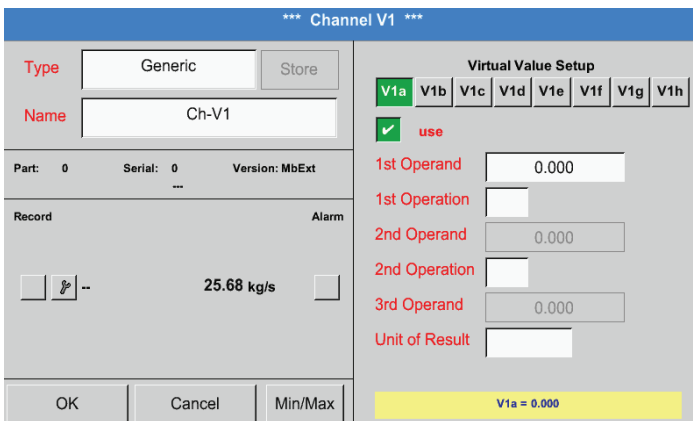 *** Channel V1 ***
Type
Generic
Store
Name
Ch-V1
Part: 0 Serial: 0 Version: MbExt
---
Record
Alarm
--
25.68 kg/s
OK
Cancel
Min/Max
Virtual Value Setup
V1a V1b V1c V1d V1e V1f V1g V1h
✔ use
1st Operand 0.000
1st Operation
2nd Operand 0.000
2nd Operation
3rd Operand 0.000
Unit of Result
V1a = 0.000